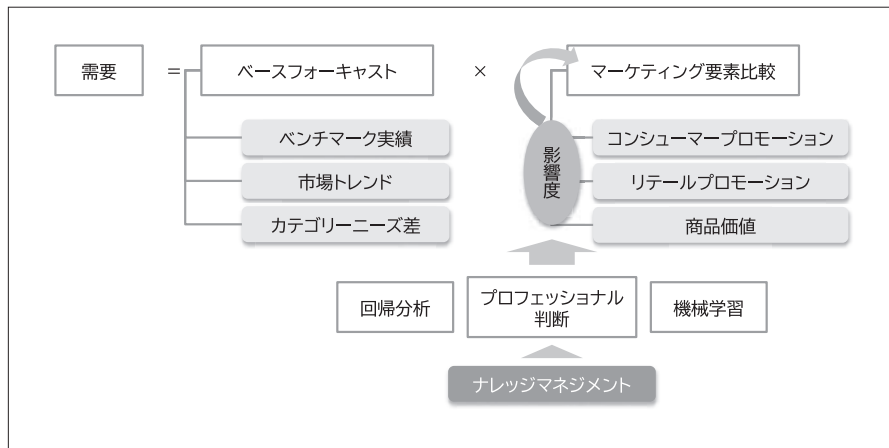 需要
=
ベースフォーキャスト
×
マーケティング要素比較
ベンチマーク実績
市場トレンド
カテゴリーニーズ差
影響度
コンシューマープロモーション
リテールプロモーション
商品価値
回帰分析
プロフェッショナル
判断
機械学習
ナレッジマネジメント